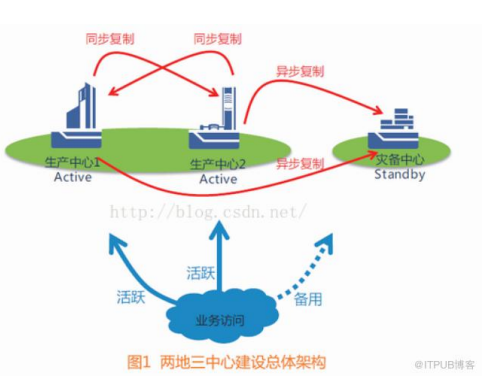 同步复制
同步复制
异步复制
生产中心1
Active
生产中心2
Active
异步复制
灾备中心
Standby
http://blog.csdn.net/
活跃
活跃
备用
业务访问
图1 两地三中心建设总体架构
@ITPUB博客